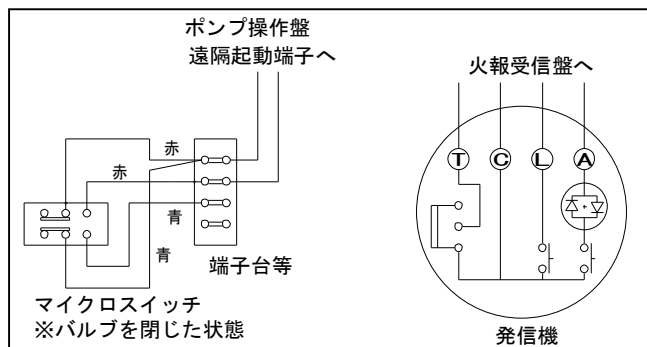 ポンプ操作盤
遠隔起動端子へ
火報受信盤へ
赤
赤
T C L A
青
青
端子台等
マイクロスイッチ
※バルブを閉じた状態
発信機